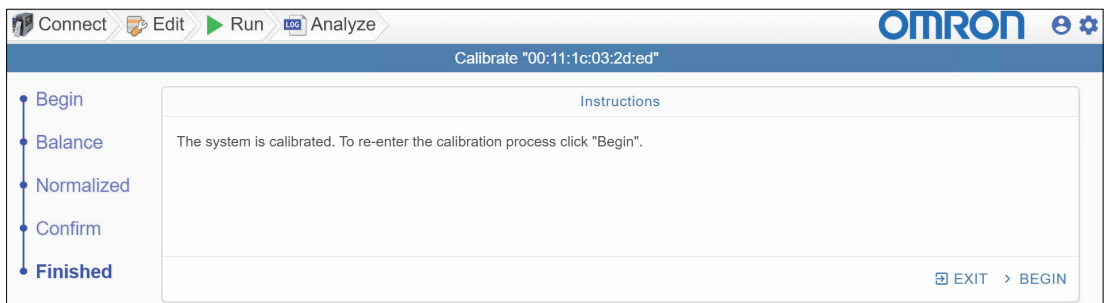 Connect Edit Run LOG Analyze OMRON
Calibrate "00:11:1c:03:2d:ed"
Begin
Balance
Normalized
Confirm
Finished
Instructions
The system is calibrated. To re-enter the calibration process click "Begin".
EXIT > BEGIN